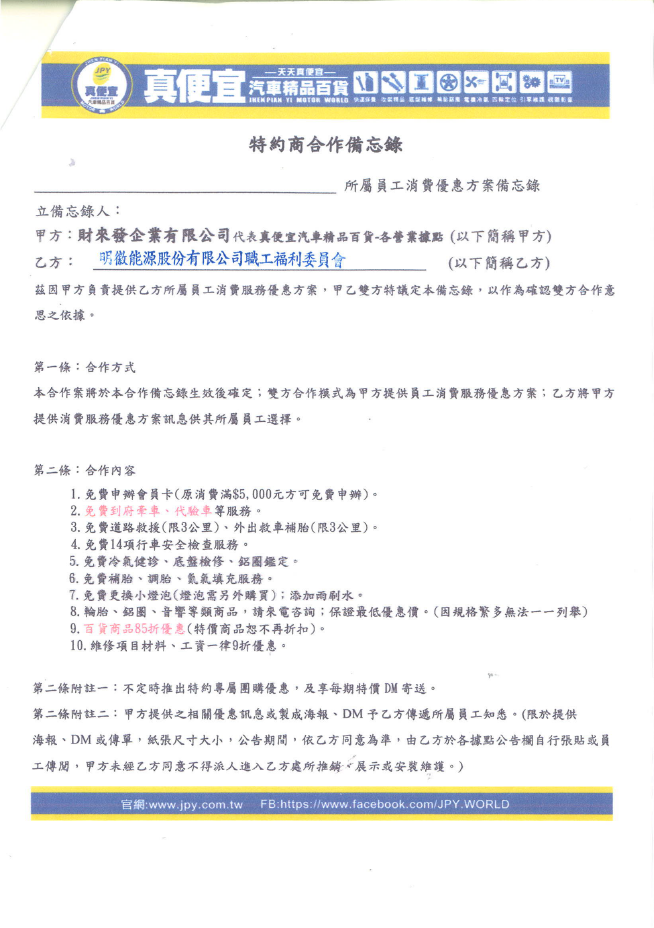 JPY
真便宜
汽車精品百貨
真便宜
—天天真便宜—
汽車精品百貨
JHEN PIAN YI MOTOR WORLD
特約商合作備忘錄
所屬員工消費優惠方案備忘錄
立備忘錄人：
甲方：財來發企業有限公司代表真便宜汽車精品百貨-各營業據點 (以下簡稱甲方)
乙方： 明徽能源股份有限公司職工福利委員會 (以下簡稱乙方)
茲因甲方負責提供乙方所屬員工消費服務優惠方案，甲乙雙方特議定本備忘錄，以作為確認雙方合作意
思之依據。
第一條：合作方式
本合作案將於本合作備忘錄生效後確定；雙方合作模式為甲方提供員工消費服務優惠方案；乙方將甲方
提供消費服務優惠方案訊息供其所屬員工選擇。
第二條：合作內容
1. 免費申辦會員卡(原消費滿$5,000元方可免費申辦)。
2. 免費到府牽車、代驗車等服務。
3. 免費道路救援(限3公里)、外出救車補胎(限3公里)。
4. 免費14項行車安全檢查服務。
5. 免費冷氣健診、底盤檢修、鋁圈鑑定。
6. 免費補胎、調胎、氮氣填充服務。
7. 免費更換小燈泡(燈泡需另外購買)；添加雨刷水。
8. 輪胎、鋁圈、音響等類商品，請來電咨詢；保證最低優惠價。(因規格繁多無法一一列舉)
9. 百貨商品85折優惠(特價商品恕不再折扣)。
10. 維修項目材料、工資一律9折優惠。
第二條附註一：不定時推出特約專屬團購優惠，及享每期特價 DM 寄送。
第二條附註二：甲方提供之相關優惠訊息或製成海報、DM 予乙方傳遞所屬員工知悉。(限於提供
海報、DM 或傳單，紙張尺寸大小，公告期間，依乙方同意為準，由乙方於各據點公告欄自行張貼或員
工傳閱，甲方未經乙方同意不得派人進入乙方處所推銷、展示或安裝維護。)
官網:www.jpy.com.tw FB:https://www.facebook.com/JPY.WORLD